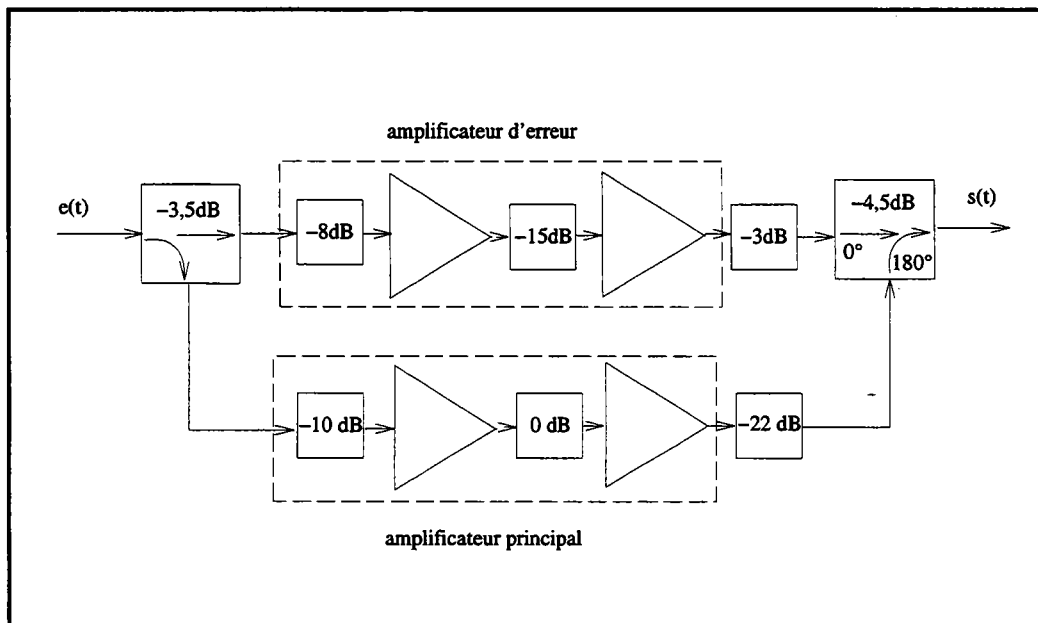 amplificateur d'erreur
e(t)
−3,5dB
−8dB
−15dB
−3dB
−4,5dB
0°
180°
s(t)
−10 dB
0 dB
−22 dB
amplificateur principal